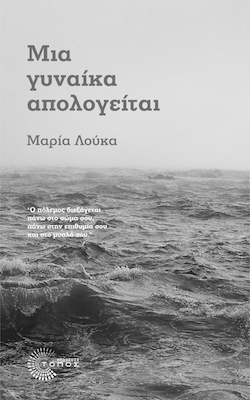 Μια
γυναίκα
απολογείται
Μαρία Λούκα
"Ο πόλεμος διεξάγεται
πάνω στο σώμα σου,
πάνω στην επιθυμία σου
και στο μυαλό σου"
ΕΚΔΟΣΕΙΣ
ΤΟΠΟΣ